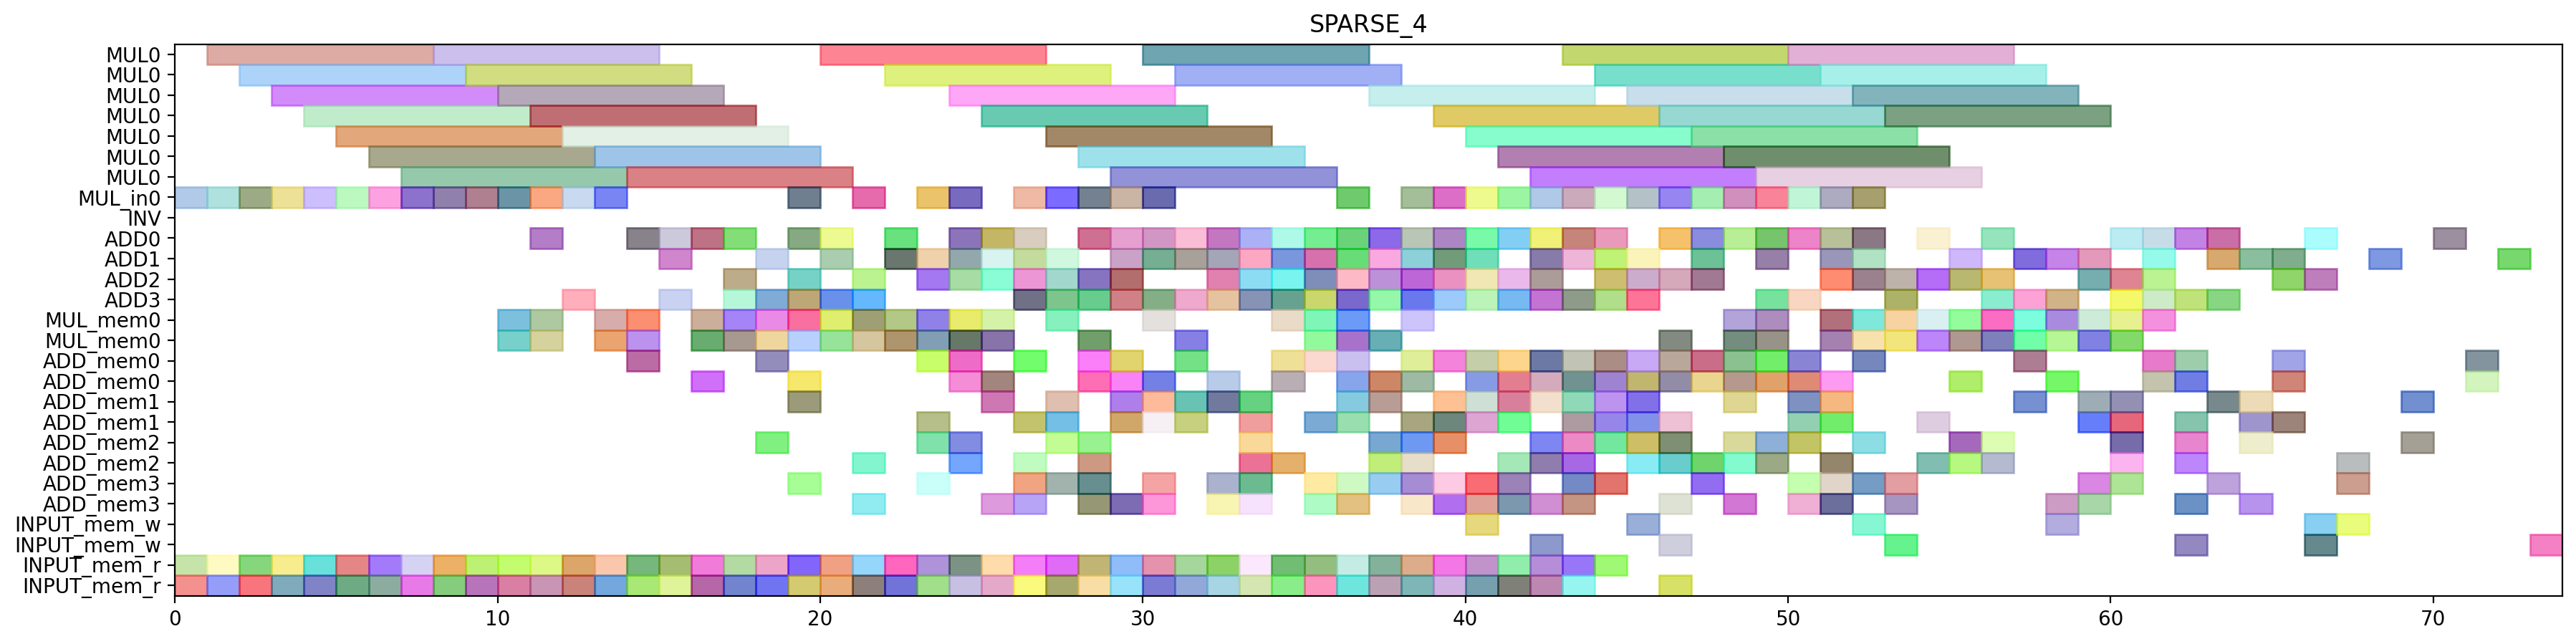 SPARSE_4
MUL0
MUL0
MUL0
MUL0
MUL0
MUL0
MUL0
MUL_in0
INV
ADD0
ADD1
ADD2
ADD3
MUL_mem0
MUL_mem0
ADD_mem0
ADD_mem0
ADD_mem1
ADD_mem1
ADD_mem2
ADD_mem2
ADD_mem3
ADD_mem3
INPUT_mem_w
INPUT_mem_w
INPUT_mem_r
INPUT_mem_r
0 10 20 30 40 50 60 70